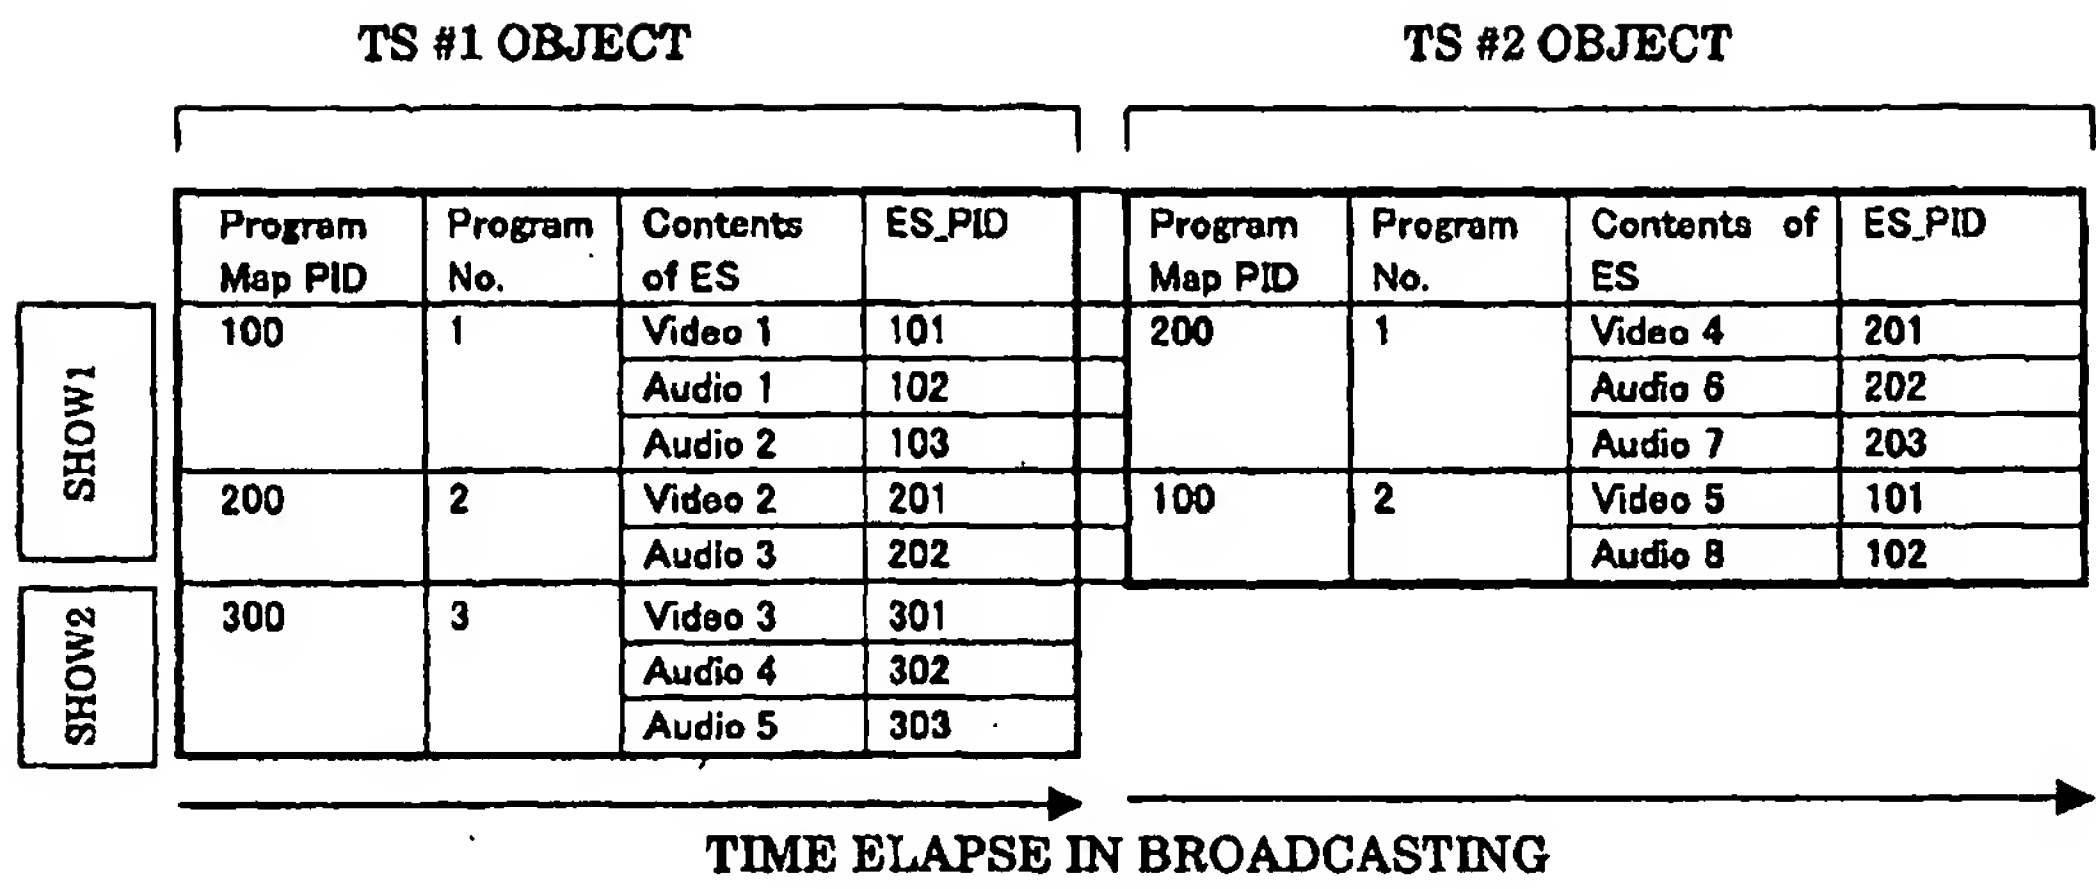 TS #1 OBJECT
TS #2 OBJECT
Program Map PID
Program No.
Contents of ES
ES_PID
Program Map PID
Program No.
Contents of ES
ES_PID
SHOW1
100 1 Video 1 101
Audio 1 102
Audio 2 103
200 2 Video 2 201
Audio 3 202
SHOW2
300 3 Video 3 301
Audio 4 302
Audio 5 303
200 1 Video 4 201
Audio 6 202
Audio 7 203
100 2 Video 5 101
Audio 8 102
TIME ELAPSE IN BROADCASTING